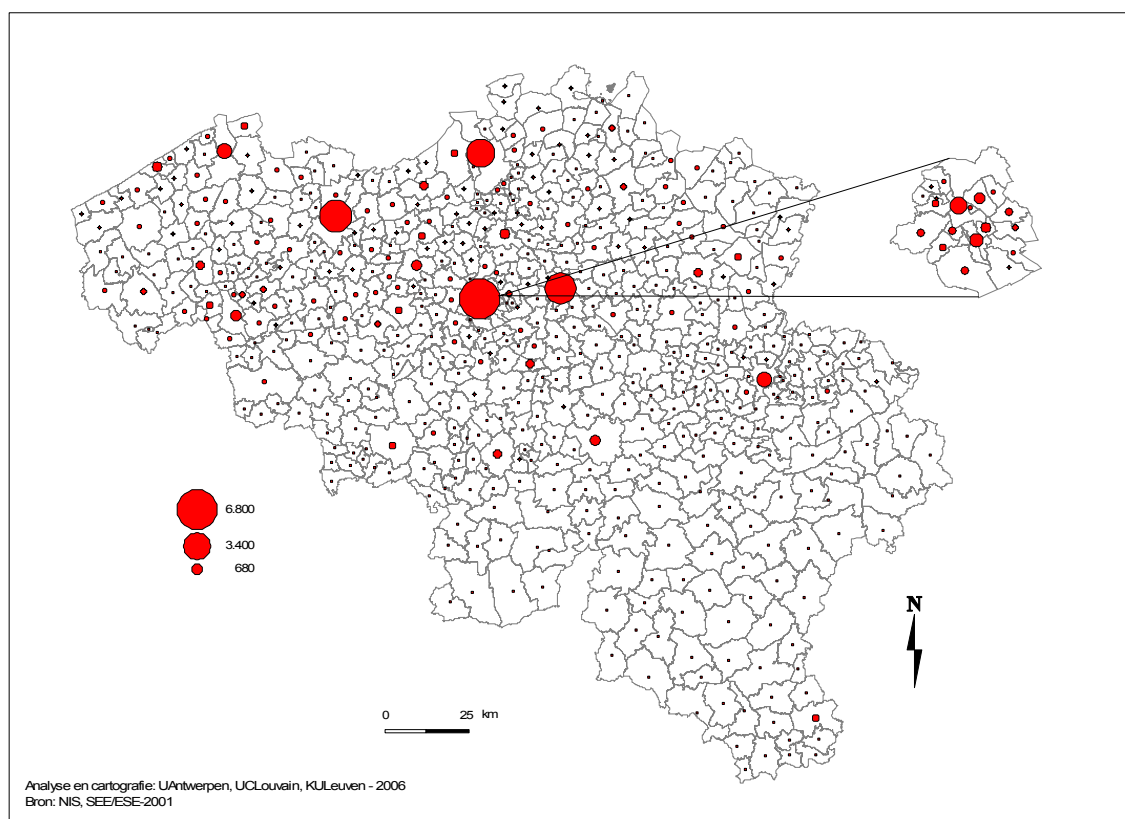 6.800
3.400
680
N
0 25 km
Analyse en cartografie: UAntwerpen, UCLouvain, KULeuven - 2006
Bron: NIS, SEE/ESE-2001